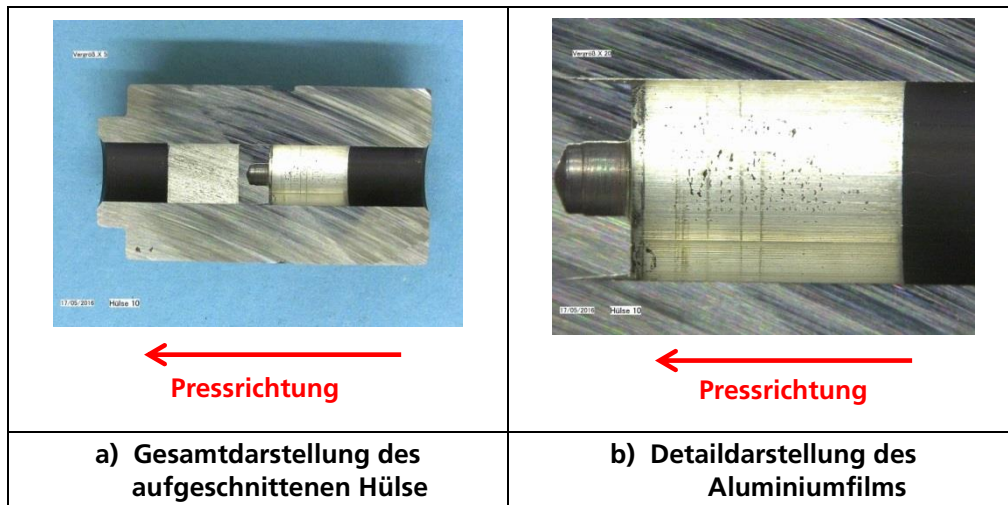 Vergröß.X 5
17/05/2016
Hülse 10
Pressrichtung
a) Gesamtdarstellung des
aufgeschnittenen Hülse
Vergröß.X 20
17/05/2016
Hülse 10
Pressrichtung
b) Detaildarstellung des
Aluminiumfilms